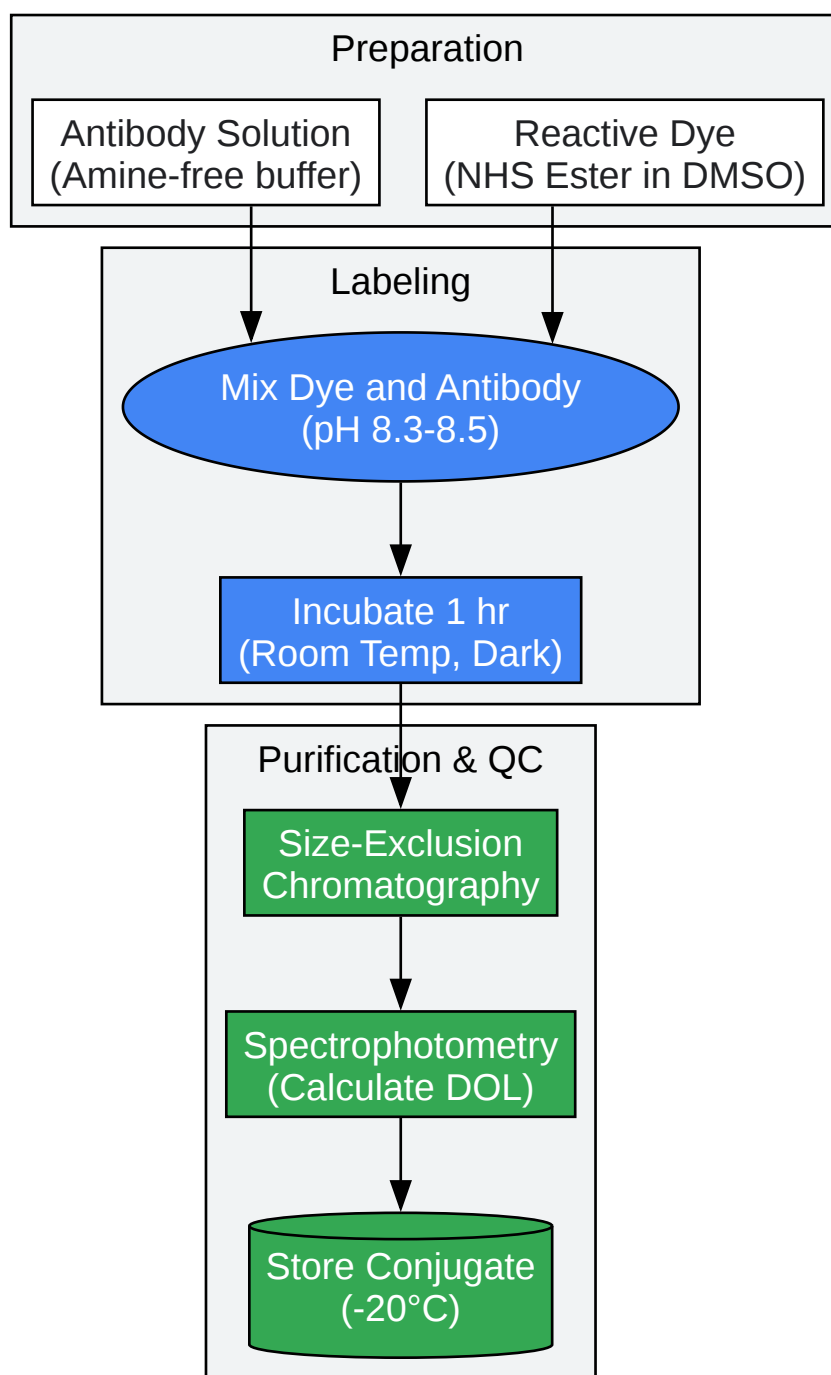 Preparation
Antibody Solution
(Amine-free buffer)
Reactive Dye
(NHS Ester in DMSO)
Labeling
Mix Dye and Antibody
(pH 8.3-8.5)
Incubate 1 hr
(Room Temp, Dark)
Purification & QC
Size-Exclusion
Chromatography
Spectrophotometry
(Calculate DOL)
Store Conjugate
(-20°C)